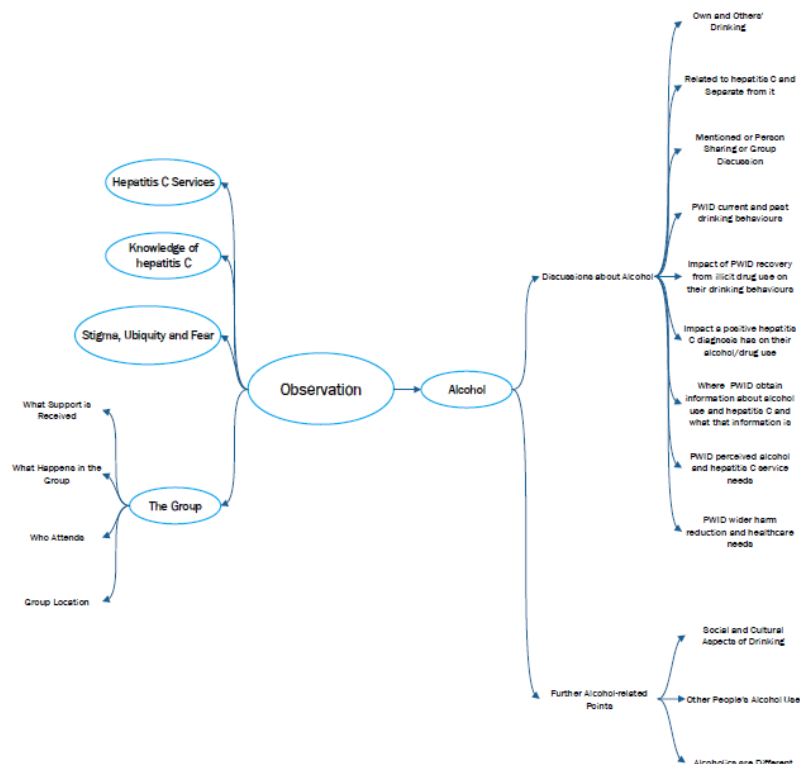 Own and Others'
Drinking
Related to hepatitis C and
Separate from it
Mentioned or Person
Sharing or Group
Discussion
PWID current and past
drinking behaviours
Impact of PWID recovery
from illicit drug use on
their drinking behaviours
Impact a positive hepatitis
C diagnosis has on their
alcohol/drug use
Where PWID obtain
information about alcohol
use and hepatitis C and
what that information is
PWID perceived alcohol
and hepatitis C service
needs
PWID wider harm
reduction and healthcare
needs
Discussions about Alcohol
Hepatitis C Services
Knowledge of
hepatitis C
Stigma, Ubiquity and Fear
Observation
Alcohol
The Group
What Support is
Received
What Happens in the
Group
Who Attends
Group Location
Further Alcohol-related
Points
Social and Cultural
Aspects of Drinking
Other People's Alcohol Use
Alcoholics are Different